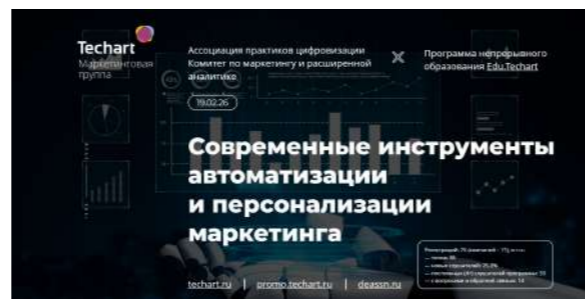 Techart
Маркетинговая
группа
Ассоциация практиков цифровизации
Комитет по маркетингу и расширенной
аналитике
Программа непрерывного
образования Edu.Techart
19.02.26
Современные инструменты
автоматизации
и персонализации
маркетинга
techart.ru | promo.techart.ru | deassn.ru